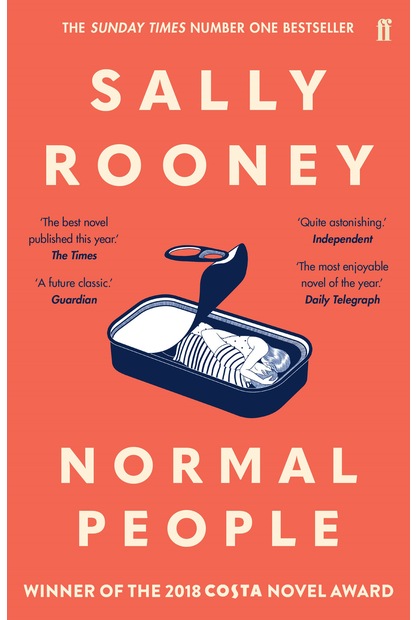 THE SUNDAY TIMES NUMBER ONE BESTSELLER
ff
SALLY
ROONEY
‘The best novel
published this year.’
The Times
‘A future classic.’
Guardian
‘Quite astonishing.’
Independent
‘The most enjoyable
novel of the year.’
Daily Telegraph
NORMAL
PEOPLE
WINNER OF THE 2018 COSTA NOVEL AWARD